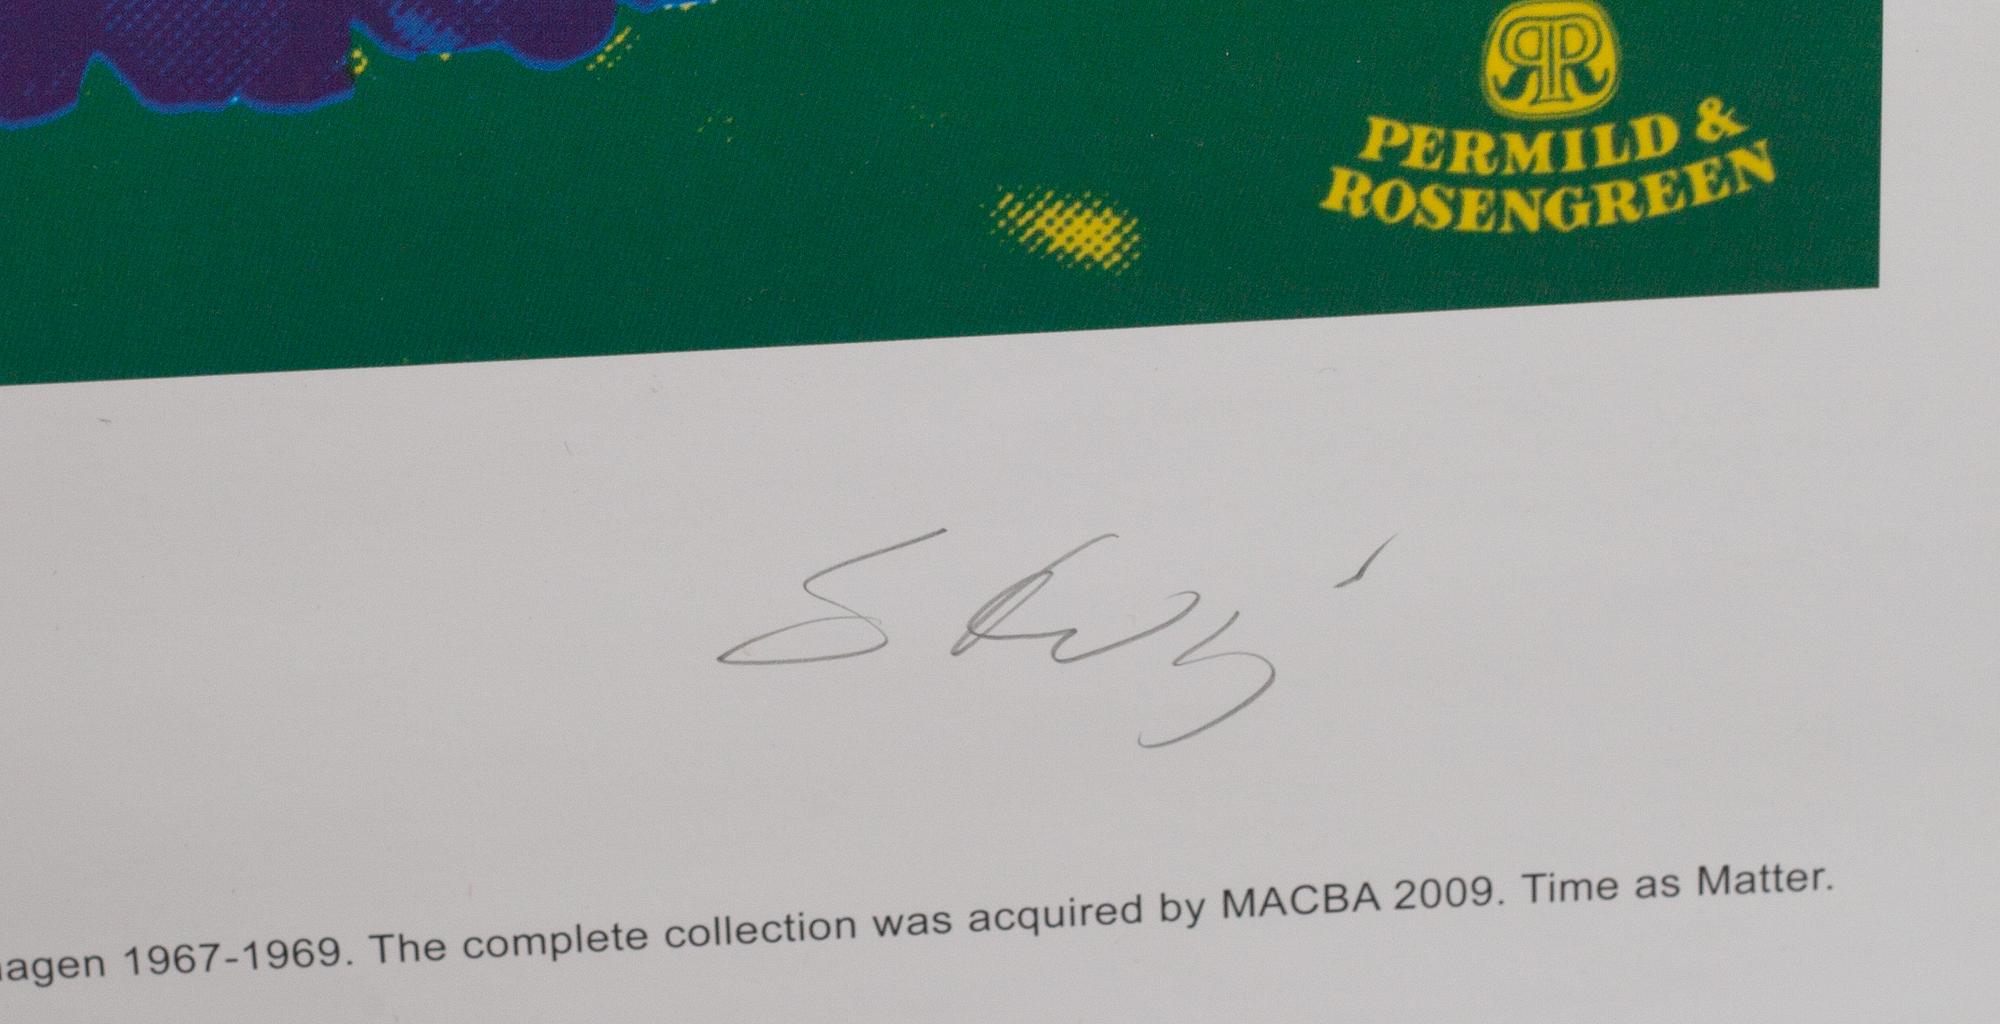 PERMILD &
ROSENGREEN
agen 1967-1969. The complete collection was acquired by MACBA 2009. Time as Matter.